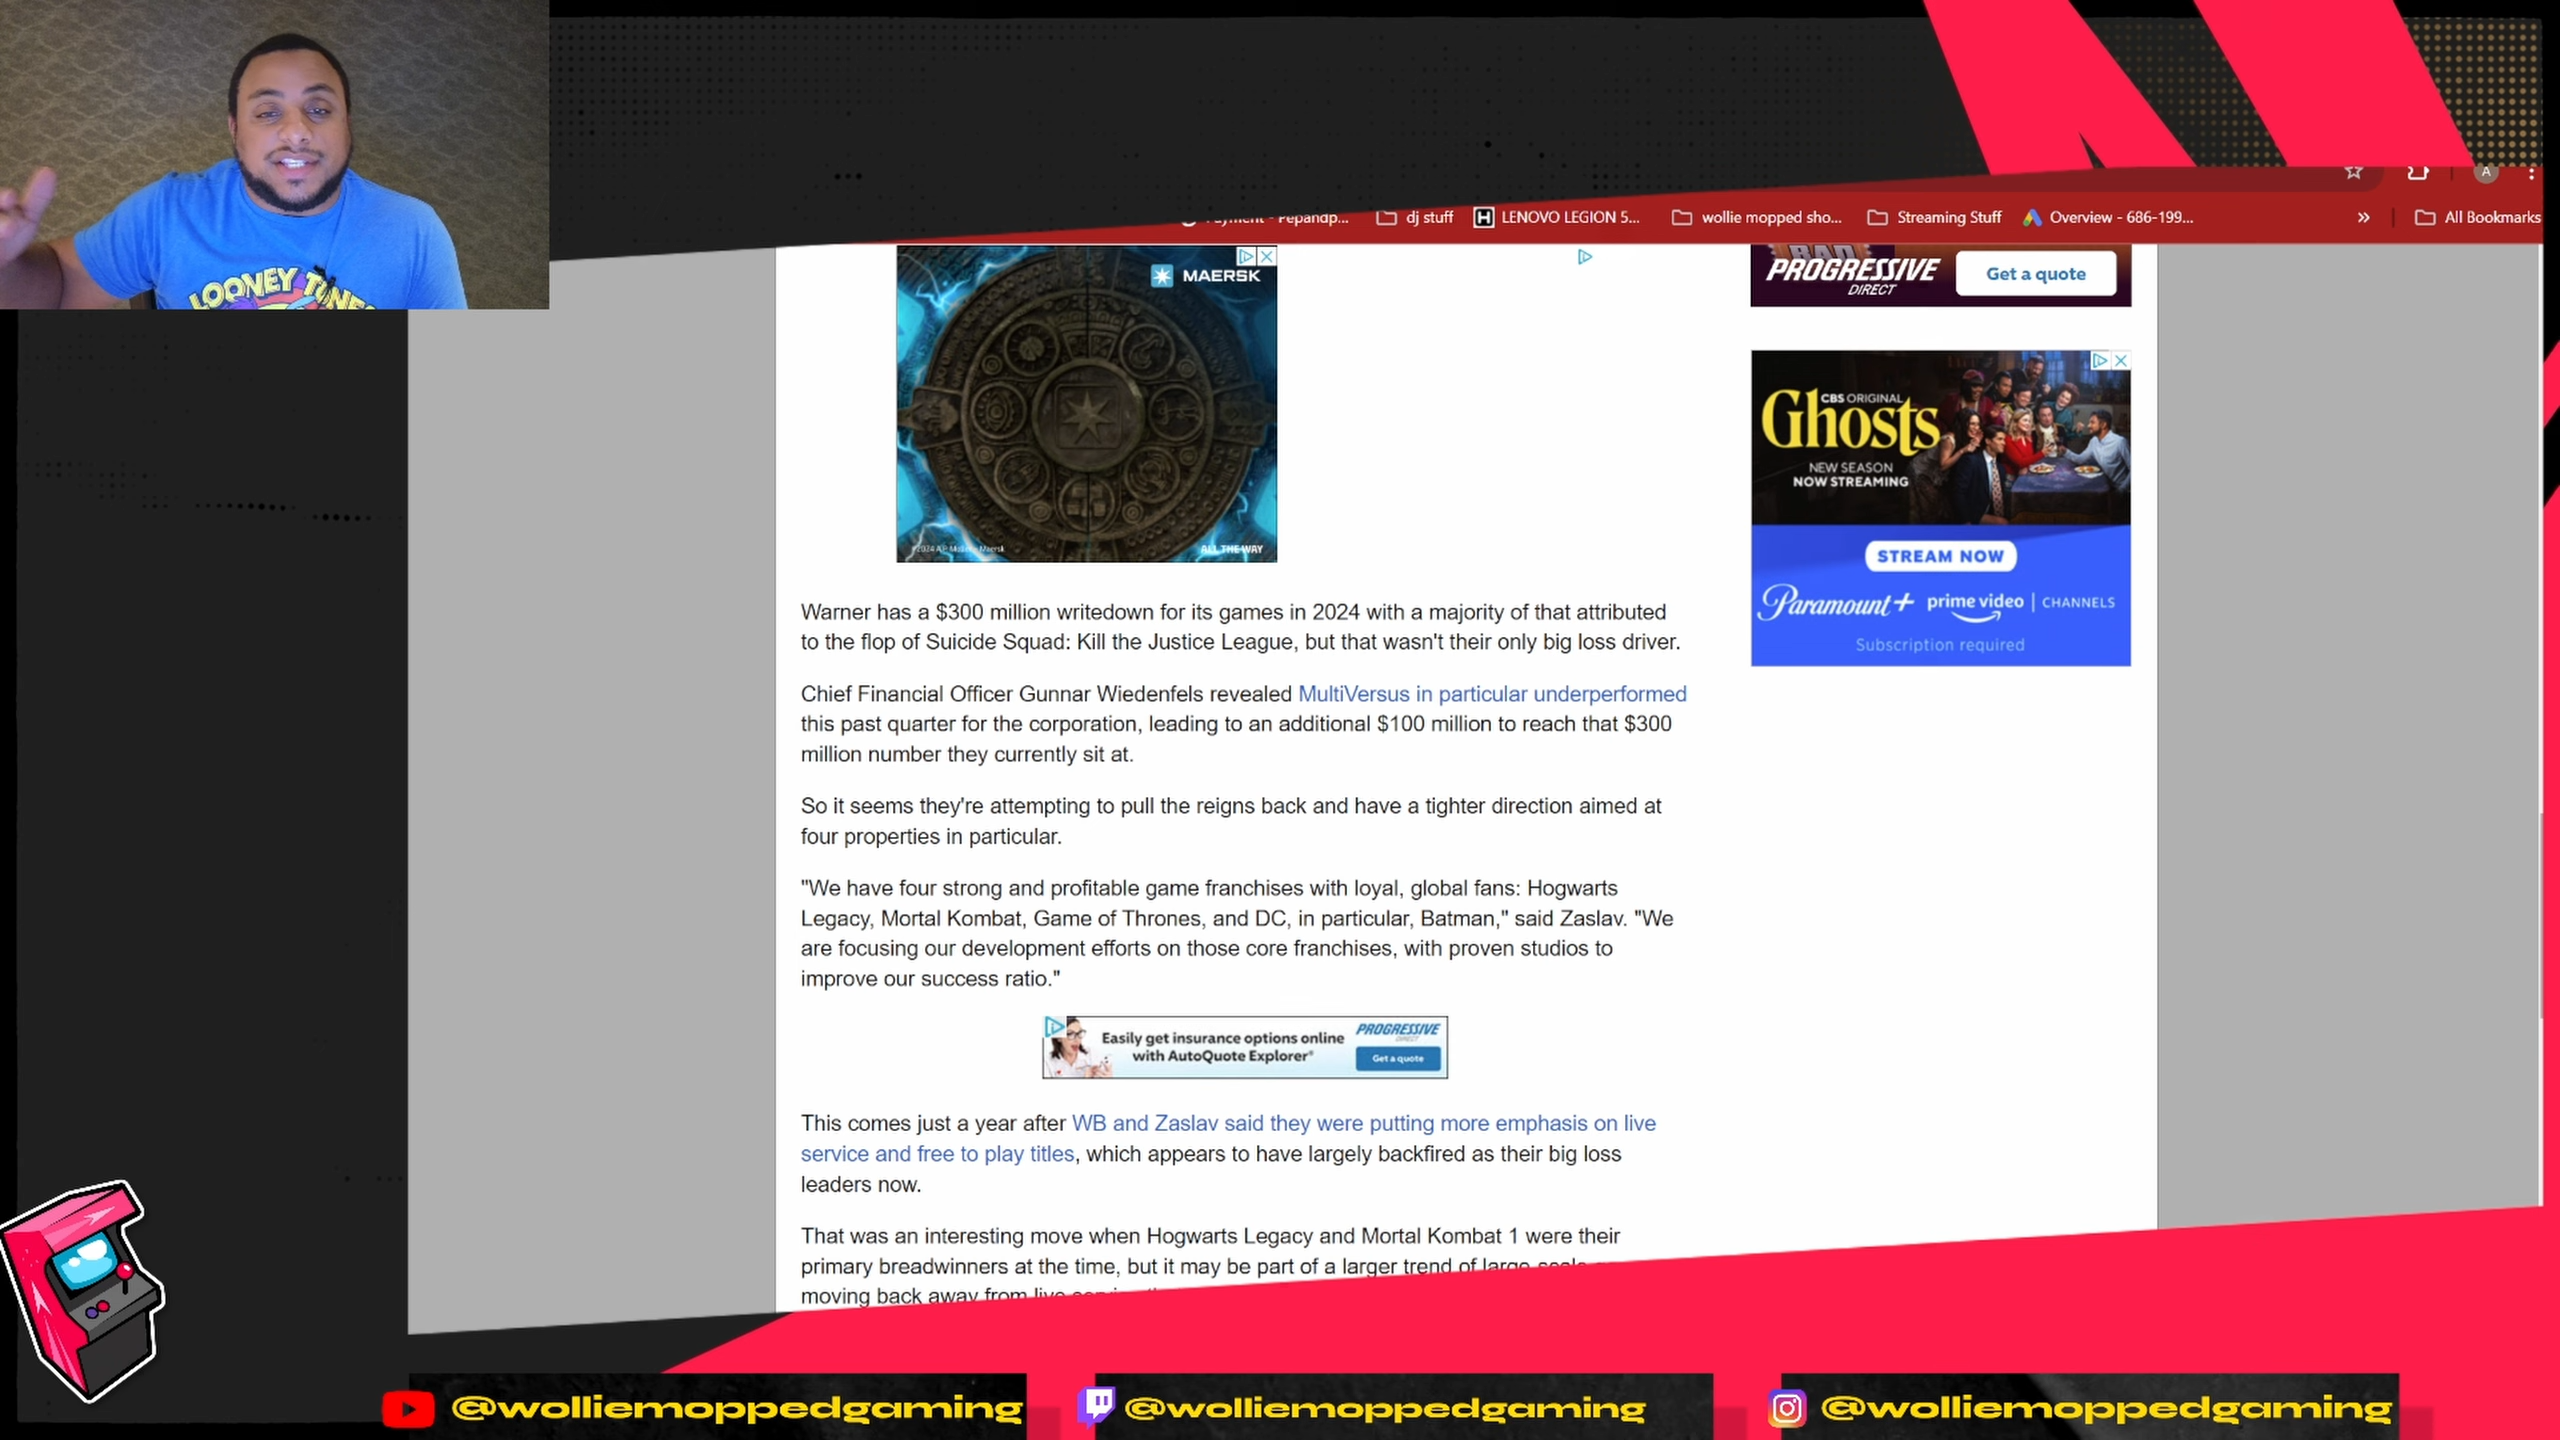 LOONEY TUNES
dj stuff
LENOVO LEGION 5...
wollie mopped sho...
Streaming Stuff
Overview - 686-199...
»
All Bookmarks
A
MAERSK
ALL THE WAY
PROGRESSIVE
DIRECT
Get a quote
CBS ORIGINAL
Ghosts
NEW SEASON
NOW STREAMING
STREAM NOW
Paramount+ prime video | CHANNELS
Subscription required
Warner has a $300 million writedown for its games in 2024 with a majority of that attributed
to the flop of Suicide Squad: Kill the Justice League, but that wasn't their only big loss driver.
Chief Financial Officer Gunnar Wiedenfels revealed MultiVersus in particular underperformed
this past quarter for the corporation, leading to an additional $100 million to reach that $300
million number they currently sit at.
So it seems they're attempting to pull the reigns back and have a tighter direction aimed at
four properties in particular.
"We have four strong and profitable game franchises with loyal, global fans: Hogwarts
Legacy, Mortal Kombat, Game of Thrones, and DC, in particular, Batman," said Zaslav. "We
are focusing our development efforts on those core franchises, with proven studios to
improve our success ratio."
Easily get insurance options online
with AutoQuote Explorer®
PROGRESSIVE
DIRECT
Get a quote
This comes just a year after WB and Zaslav said they were putting more emphasis on live
service and free to play titles, which appears to have largely backfired as their big loss
leaders now.
That was an interesting move when Hogwarts Legacy and Mortal Kombat 1 were their
primary breadwinners at the time, but it may be part of a larger trend of large-scale
moving back away from live
@wolliemoppedgaming
@wolliemoppedgaming
@wolliemoppedgaming